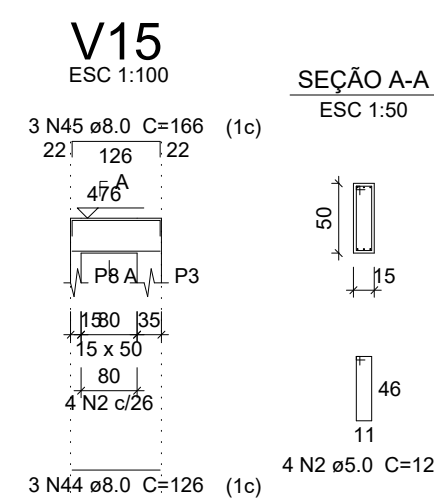 V15
ESC 1:100
SEÇÃO A-A
ESC 1:50
3 N45 ø8.0 C=166 (1c)
22 126 22
A
476
50
15
P8 A P3
15 80 35
15 x 50
80
4 N2 c/26
46
11
4 N2 ø5.0 C=12
3 N44 ø8.0 C=126 (1c)